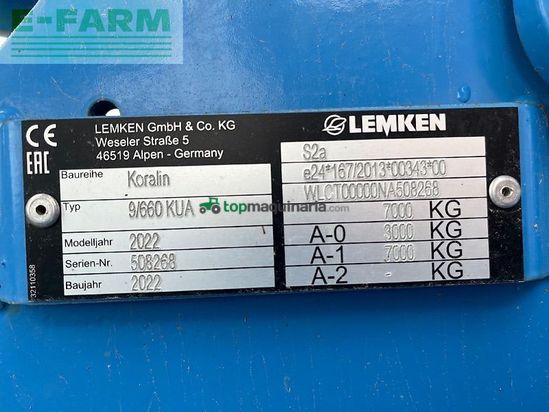 E-FARM
CE
EAC
LEMKEN GmbH & Co. KG
Weseler Straße 5
46519 Alpen - Germany
Baureihe Koralin
Typ 9/660 KUA
Modelljahr 2022
Serien-Nr. 508268
Baujahr 2022
32110358
LEMKEN
S2a
e24*167/2013*00343*00
WLCT00000NA508268
7000 KG
A-0 3000 KG
A-1 7000 KG
A-2 KG
topmaquinaria.com